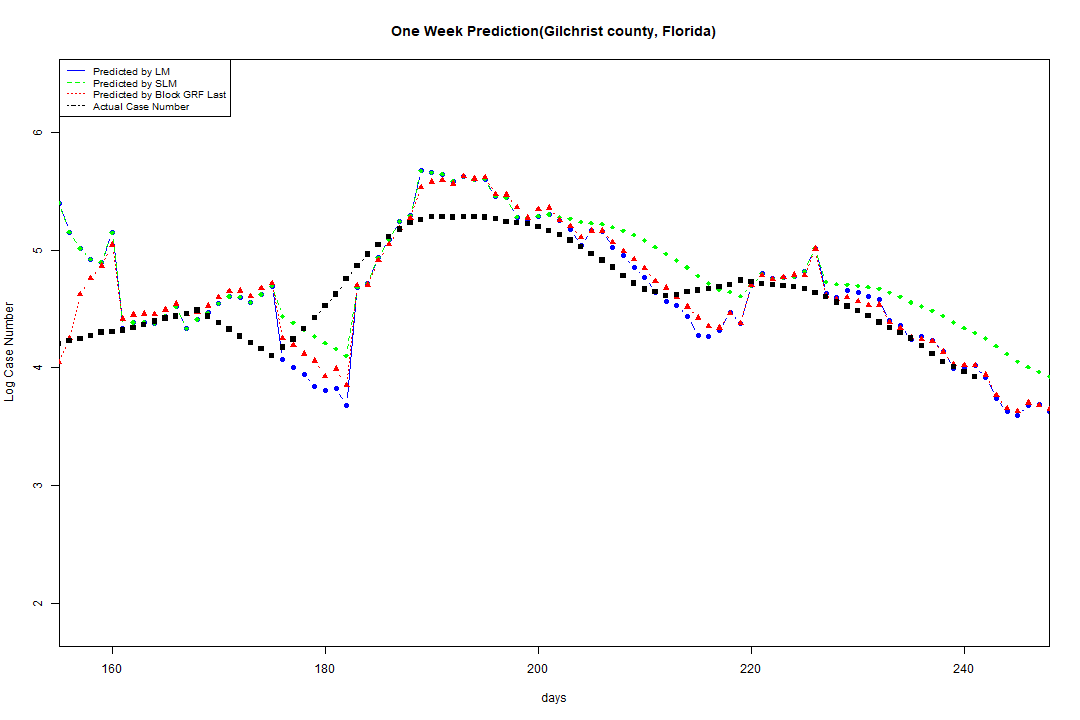 One Week Prediction(Gilchrist county, Florida)
Predicted by LM
Predicted by SLM
Predicted by Block GRF Last
Actual Case Number
Log Case Number
6
5
4
3
2
160 180 200 220 240
days